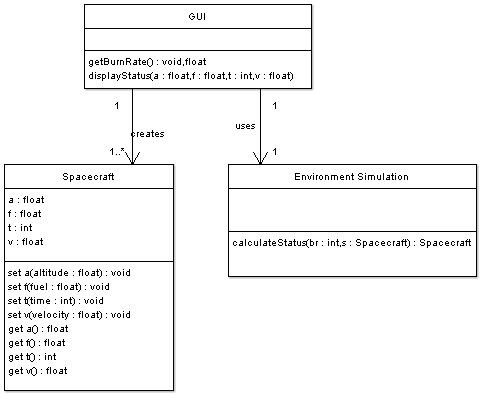 GUI
getBurnRate() : void,float
displayStatus(a : float,f : float,t : int,v : float)
1
1
creates
uses
1..*
1
Spacecraft
a : float
f : float
t : int
v : float
set a(altitude : float) : void
set f(fuel : float) : void
set t(time : int) : void
set v(velocity : float) : void
get a() : float
get f() : float
get t() : int
get v() : float
Environment Simulation
calculateStatus(br : int,s : Spacecraft) : Spacecraft